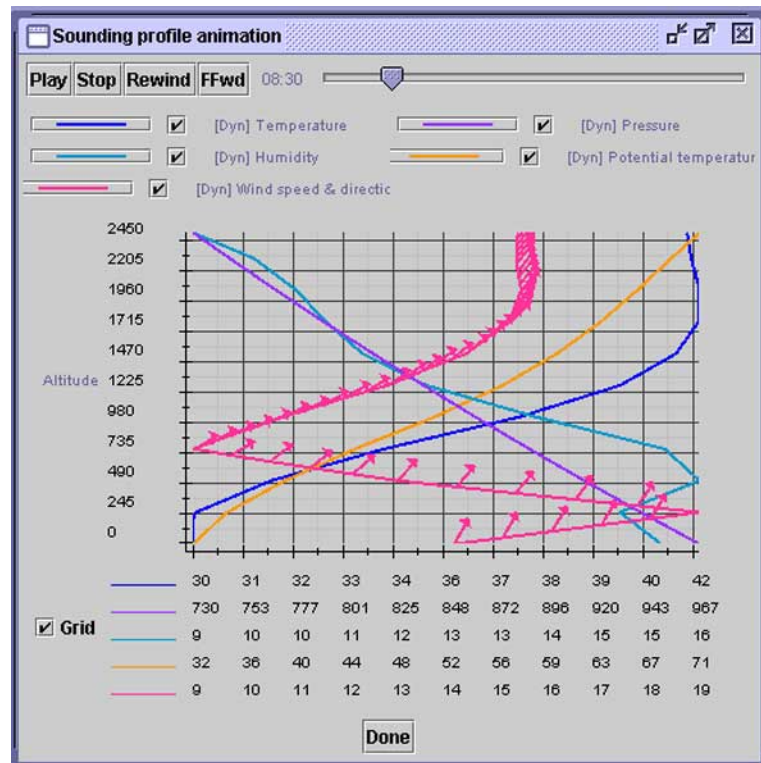 Sounding profile animation
Play Stop Rewind FFwd 08:30
[Dyn] Temperature [Dyn] Pressure
[Dyn] Humidity [Dyn] Potential temperatur
[Dyn] Wind speed & directic
2450
2205
1960
1715
1470
Altitude 1225
980
735
490
245
0
30 31 32 33 34 36 37 38 39 40 42
730 753 777 801 825 848 872 896 920 943 967
Grid 9 10 10 11 12 13 13 14 15 15 16
32 36 40 44 48 52 56 59 63 67 71
9 10 11 12 13 14 15 16 17 18 19
Done